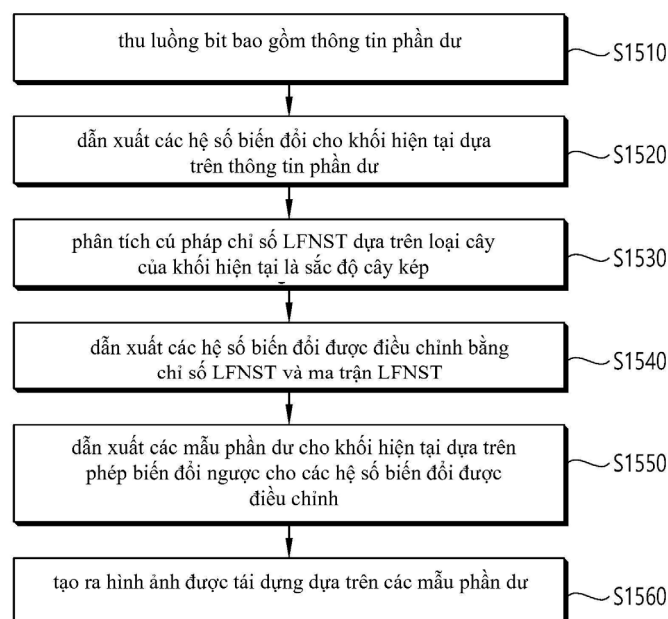 thu luồng bit bao gồm thông tin phần dư
S1510
dẫn xuất các hệ số biến đổi cho khối hiện tại dựa
trên thông tin phần dư
S1520
phân tích cú pháp chỉ số LFNST dựa trên loại cây
của khối hiện tại là sắc độ cây kép
S1530
dẫn xuất các hệ số biến đổi được điều chỉnh bằng
chỉ số LFNST và ma trận LFNST
S1540
dẫn xuất các mẫu phần dư cho khối hiện tại dựa trên
phép biến đổi ngược cho các hệ số biến đổi được
điều chỉnh
S1550
tạo ra hình ảnh được tái dựng dựa trên các mẫu phần dư
S1560